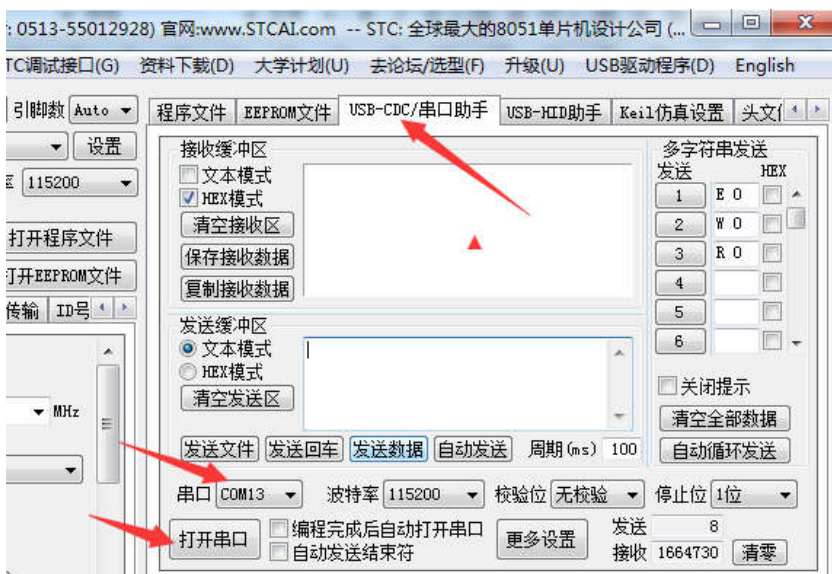 : 0513-55012928) 官网:www.STCAI.com -- STC: 全球最大的8051单片机设计公司 (...
TC调试接口(G) 资料下载(D) 大学计划(U) 去论坛/选型(F) 升级(U) USB驱动程序(D) English
引脚数 Auto
程序文件 EEPROM文件 USB-CDC/串口助手 USB-HID助手 Keil仿真设置 头文
设置
115200
打开程序文件
打开EEPROM文件
传输 ID号
MHz
接收缓冲区
文本模式
HEX模式
清空接收区
保存接收数据
复制接收数据
多字符串发送
发送 HEX
1 E 0
2 W 0
3 R 0
4
5
6
发送缓冲区
文本模式
HEX模式
清空发送区
关闭提示
清空全部数据
发送文件 发送回车 发送数据 自动发送 周期(ms) 100 自动循环发送
串口 COM13 波特率 115200 校验位 无校验 停止位 1位
打开串口
编程完成后自动打开串口
自动发送结束符
更多设置
发送 8
接收 1664730 清零